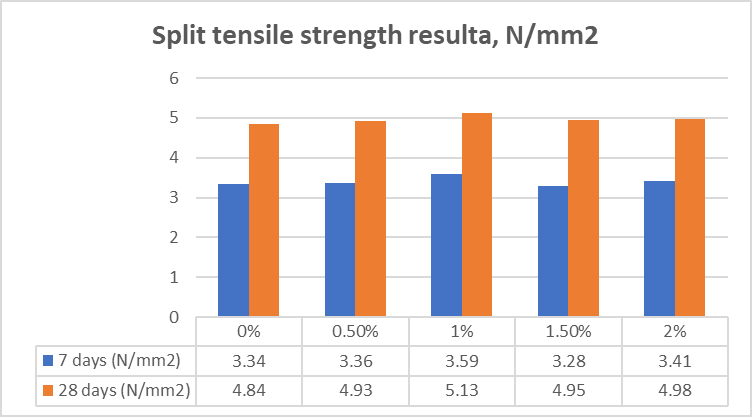 Split tensile strength resulta, N/mm2
6
5
4
3
2
1
0
0% 0.50% 1% 1.50% 2%
7 days (N/mm2) 3.34 3.36 3.59 3.28 3.41
28 days (N/mm2) 4.84 4.93 5.13 4.95 4.98